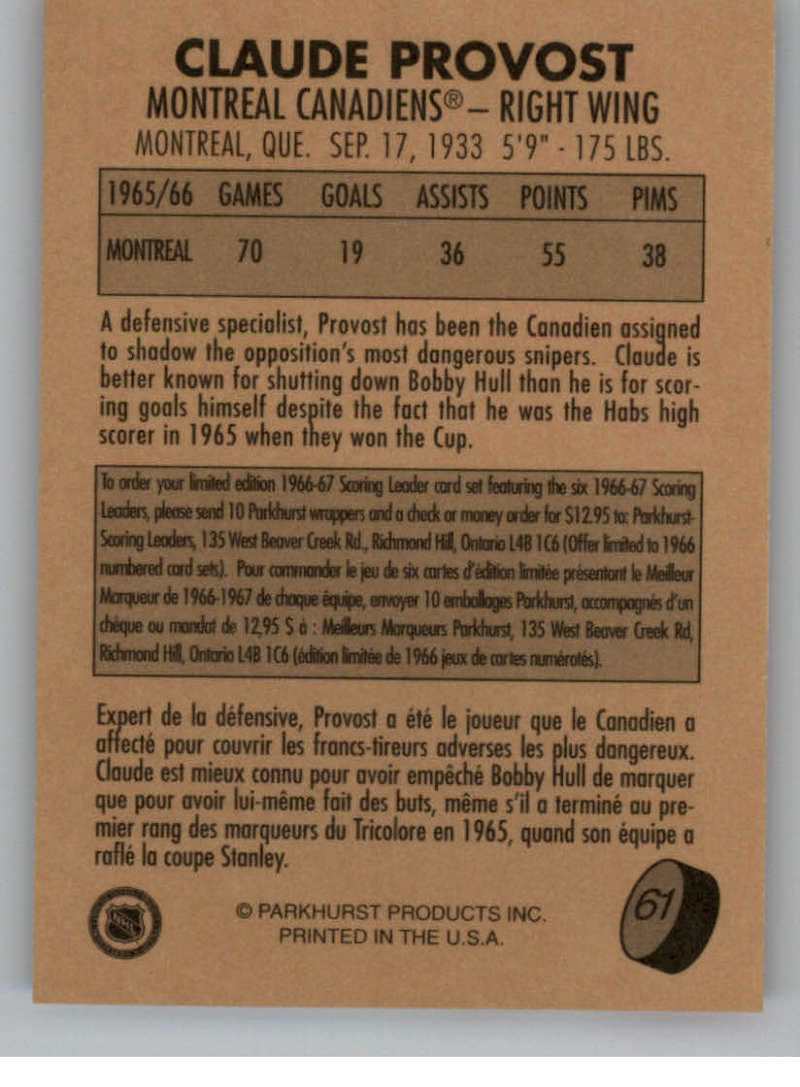 CLAUDE PROVOST
MONTREAL CANADIENS® – RIGHT WING
MONTREAL, QUE. SEP. 17, 1933 5'9" - 175 LBS.
1965/66 GAMES GOALS ASSISTS POINTS PIMS
MONTREAL 70 19 36 55 38
A defensive specialist, Provost has been the Canadien assigned
to shadow the opposition's most dangerous snipers. Claude is
better known for shutting down Bobby Hull than he is for scor-
ing goals himself despite the fact that he was the Habs high
scorer in 1965 when they won the Cup.
To order your limited edition 1966-67 Scoring Leader card set featuring the six 1966-67 Scoring
Leaders, please send 10 Parkhurst wrappers and a check or money order for $12.95 to: Parkhurst-
Scoring Leaders, 135 West Beaver Creek Rd., Richmond Hill, Ontario L4B 1C6 (Offer limited to 1966
numbered card sets). Pour commander le jeu de six cartes d'édition limitée présentant le Meilleur
Marqueur de 1966-1967 de chaque équipe, envoyer 10 emballages Parkhurst, accompagnés d'un
chèque ou mandat de 12,95 $ à : Meilleurs Marqueurs Parkhurst, 135 West Beaver Creek Rd,
Richmond Hill, Ontario L4B 1C6 (édition limitée de 1966 jeux de cartes numérotés).
Expert de la défensive, Provost a été le joueur que le Canadien a
affecté pour couvrir les francs-tireurs adverses les plus dangereux.
Claude est mieux connu pour avoir empêché Bobby Hull de marquer
que pour avoir lui-même fait des buts, même s'il a terminé au pre-
mier rang des marqueurs du Tricolore en 1965, quand son équipe a
raflé la coupe Stanley.
NHL
© PARKHURST PRODUCTS INC.
PRINTED IN THE U.S.A.
61